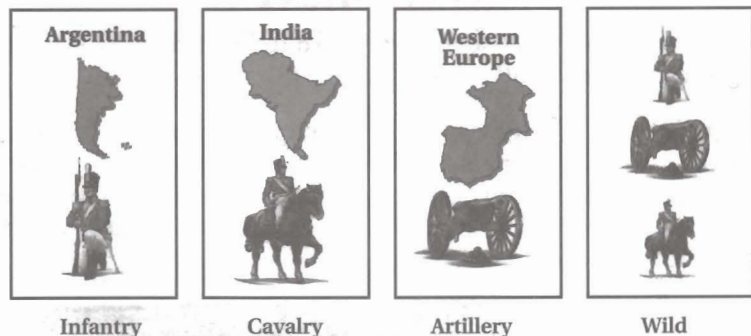 Argentina
India
Western
Europe
Infantry
Cavalry
Artillery
Wild